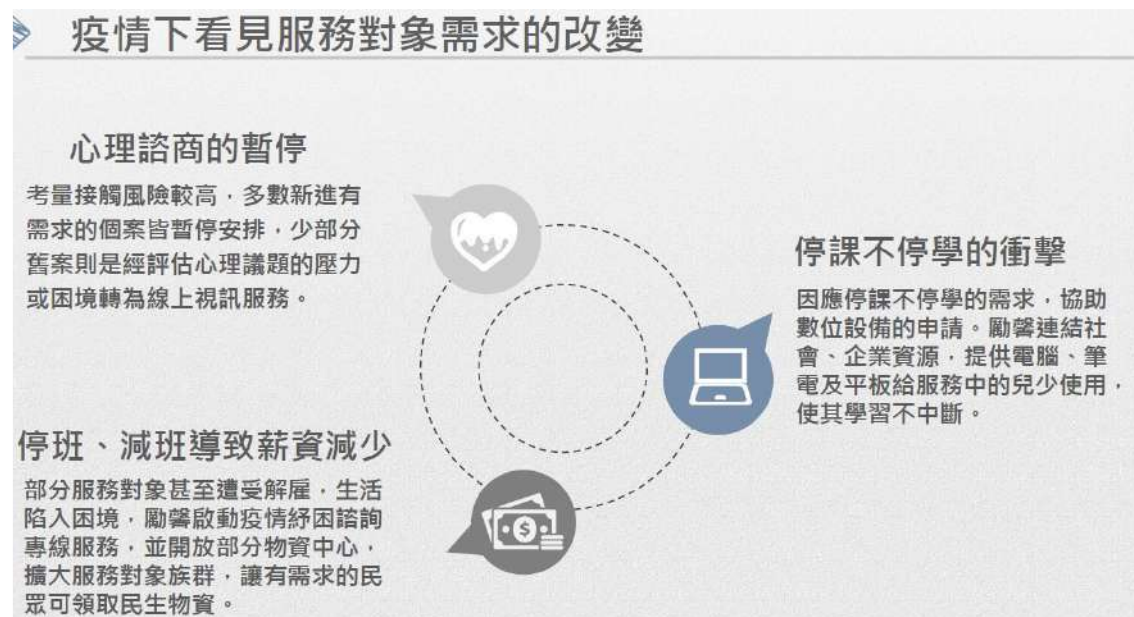 疫情下看見服務對象需求的改變
心理諮商的暫停
考量接觸風險較高，多數新進有
需求的個案皆暫停安排，少部分
舊案則是經評估心理議題的壓力
或困境轉為線上視訊服務。
停課不停學的衝擊
因應停課不停學的需求，協助
數位設備的申請。勵馨連結社
會、企業資源，提供電腦、筆
電及平板給服務中的兒少使用，
使其學習不中斷。
停班、減班導致薪資減少
部分服務對象甚至遭受解雇，生活
陷入困境，勵馨啟動疫情紓困諮詢
專線服務，並開放部分物資中心，
擴大服務對象族群，讓有需求的民
眾可領取民生物資。